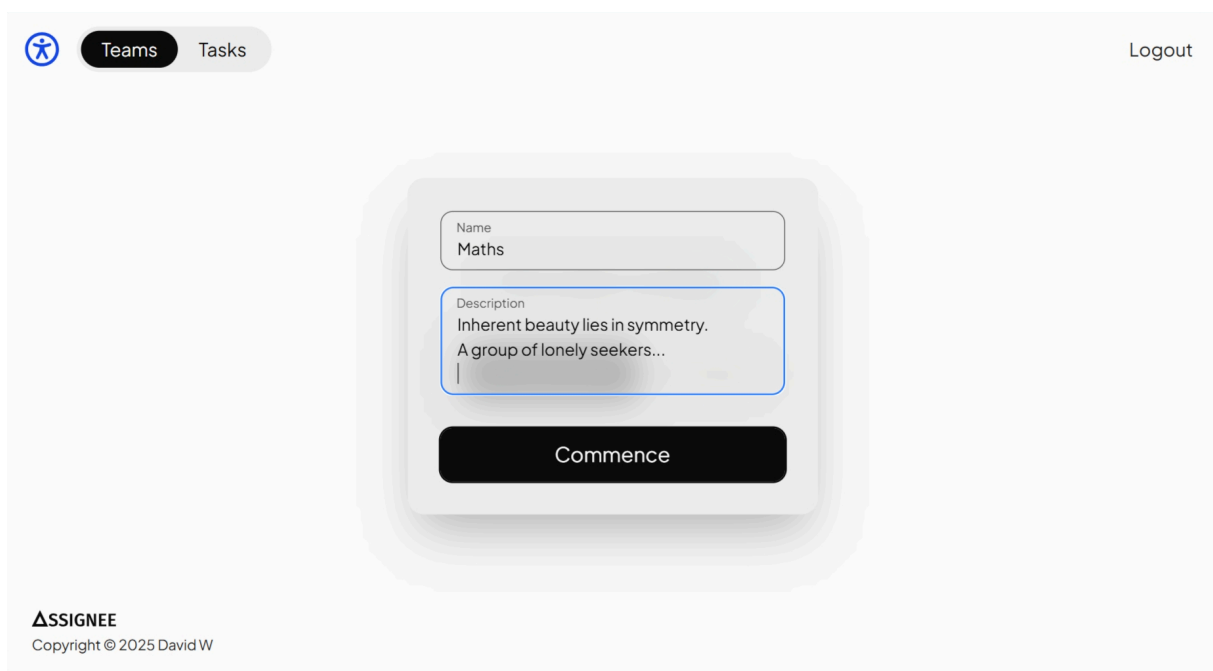 Teams Tasks Logout
Name
Maths
Description
Inherent beauty lies in symmetry.
A group of lonely seekers...
Commence
ASSIGNEE
Copyright © 2025 David W